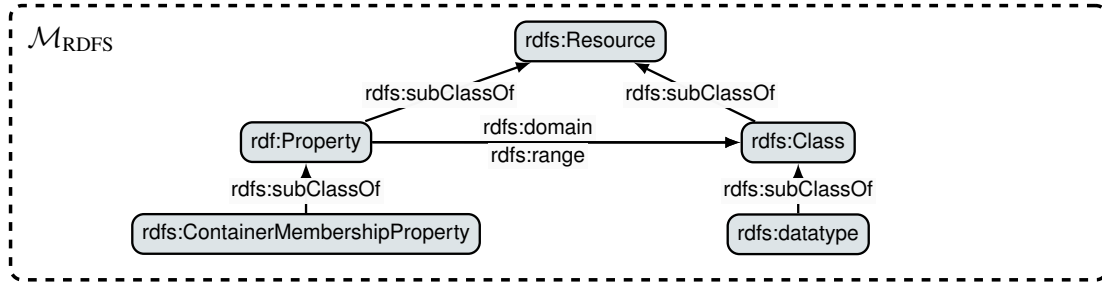 ℳRDFS
rdfs:Resource
rdfs:subClassOf
rdfs:subClassOf
rdf:Property
rdfs:domain
rdfs:range
rdfs:Class
rdfs:subClassOf
rdfs:subClassOf
rdfs:ContainerMembershipProperty
rdfs:datatype